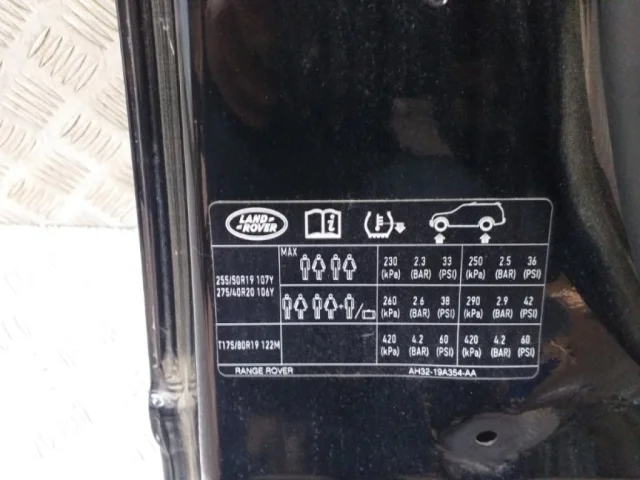 LAND-
ROVER
i
MAX
255/50R19 107Y
275/40R20 106Y
230 2.3 33 250 2.5 36
(kPa) (BAR) (PSI) (kPa) (BAR) (PSI)
260 2.6 38 290 2.9 42
(kPa) (BAR) (PSI) (kPa) (BAR) (PSI)
T175/80R19 122M
420 4.2 60 420 4.2 60
(kPa) (BAR) (PSI) (kPa) (BAR) (PSI)
RANGE ROVER AH32-19A354-AA